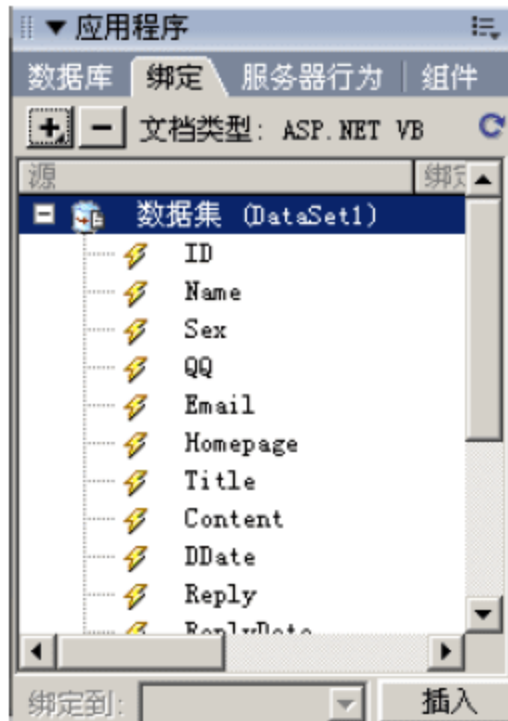 应用程序
数据库 绑定 服务器行为 组件
文档类型: ASP.NET VB
源 绑定
数据集 (DataSet1)
ID
Name
Sex
QQ
Email
Homepage
Title
Content
DDate
Reply
ReplyDate
绑定到: 插入